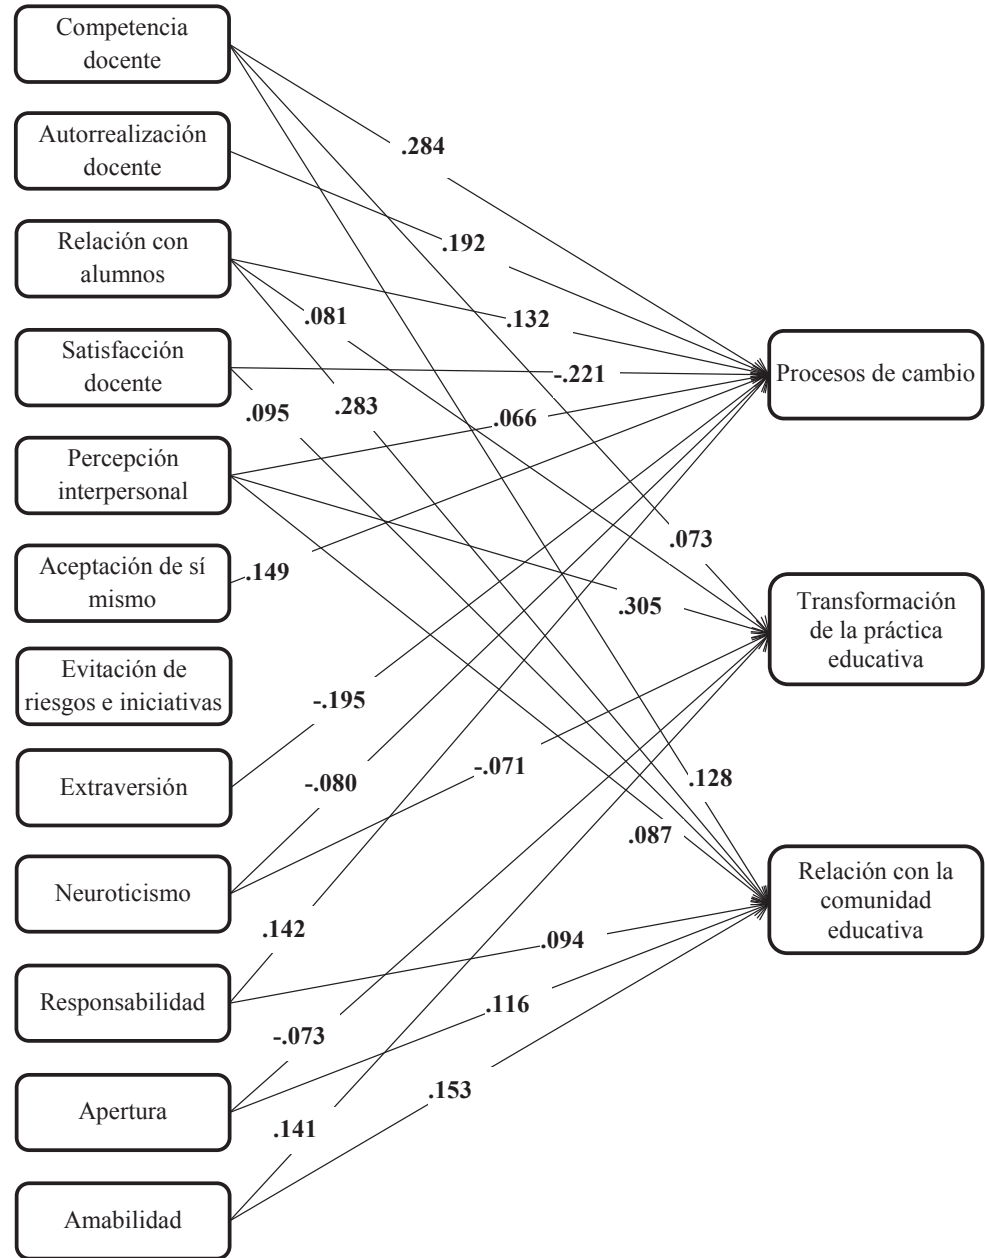 Competencia
docente
Autorrealización
docente
Relación con
alumnos
Satisfacción
docente
Percepción
interpersonal
Aceptación de sí
mismo
Evitación de
riesgos e iniciativas
Extraversión
Neuroticismo
Responsabilidad
Apertura
Amabilidad
.284
.192
.081
.132
-.221
.095
.283
.066
.073
.149
.305
-.195
-.071
-.080
.128
.087
.142
.094
.116
-.073
.153
.141
Procesos de cambio
Transformación
de la práctica
educativa
Relación con la
comunidad
educativa